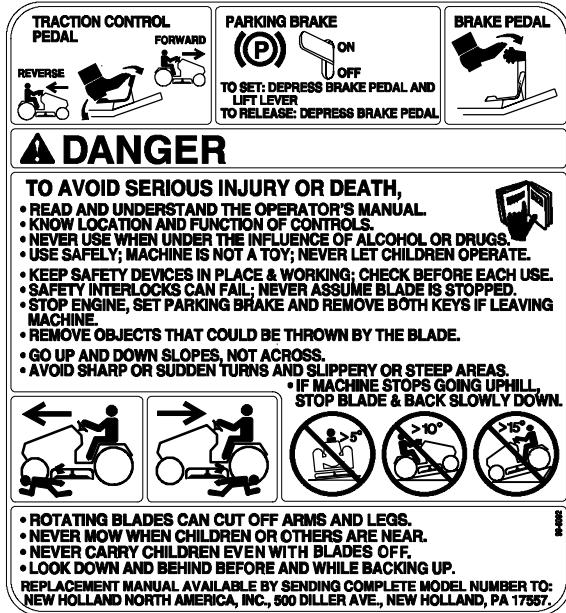 TRACTION CONTROL
PEDAL
FORWARD
REVERSE
PARKING BRAKE
(P)
ON
OFF
TO SET: DEPRESS BRAKE PEDAL AND
LIFT LEVER
TO RELEASE: DEPRESS BRAKE PEDAL
BRAKE PEDAL
DANGER
TO AVOID SERIOUS INJURY OR DEATH,
• READ AND UNDERSTAND THE OPERATOR'S MANUAL.
• KNOW LOCATION AND FUNCTION OF CONTROLS.
• NEVER USE WHEN UNDER THE INFLUENCE OF ALCOHOL OR DRUGS.
• USE SAFELY; MACHINE IS NOT A TOY; NEVER LET CHILDREN OPERATE.
• KEEP SAFETY DEVICES IN PLACE & WORKING; CHECK BEFORE EACH USE.
• SAFETY INTERLOCKS CAN FAIL; NEVER ASSUME BLADE IS STOPPED.
• STOP ENGINE, SET PARKING BRAKE AND REMOVE BOTH KEYS IF LEAVING
MACHINE.
• REMOVE OBJECTS THAT COULD BE THROWN BY THE BLADE.
• GO UP AND DOWN SLOPES, NOT ACROSS.
• AVOID SHARP OR SUDDEN TURNS AND SLIPPERY OR STEEP AREAS.
• IF MACHINE STOPS GOING UPHILL,
STOP BLADE & BACK SLOWLY DOWN.
>5°
>10°
>15°
• ROTATING BLADES CAN CUT OFF ARMS AND LEGS.
• NEVER MOW WHEN CHILDREN OR OTHERS ARE NEAR.
• NEVER CARRY CHILDREN EVEN WITH BLADES OFF.
• LOOK DOWN AND BEHIND BEFORE AND WHILE BACKING UP.
REPLACEMENT MANUAL AVAILABLE BY SENDING COMPLETE MODEL NUMBER TO:
NEW HOLLAND NORTH AMERICA, INC., 500 DILLER AVE., NEW HOLLAND, PA 17557.